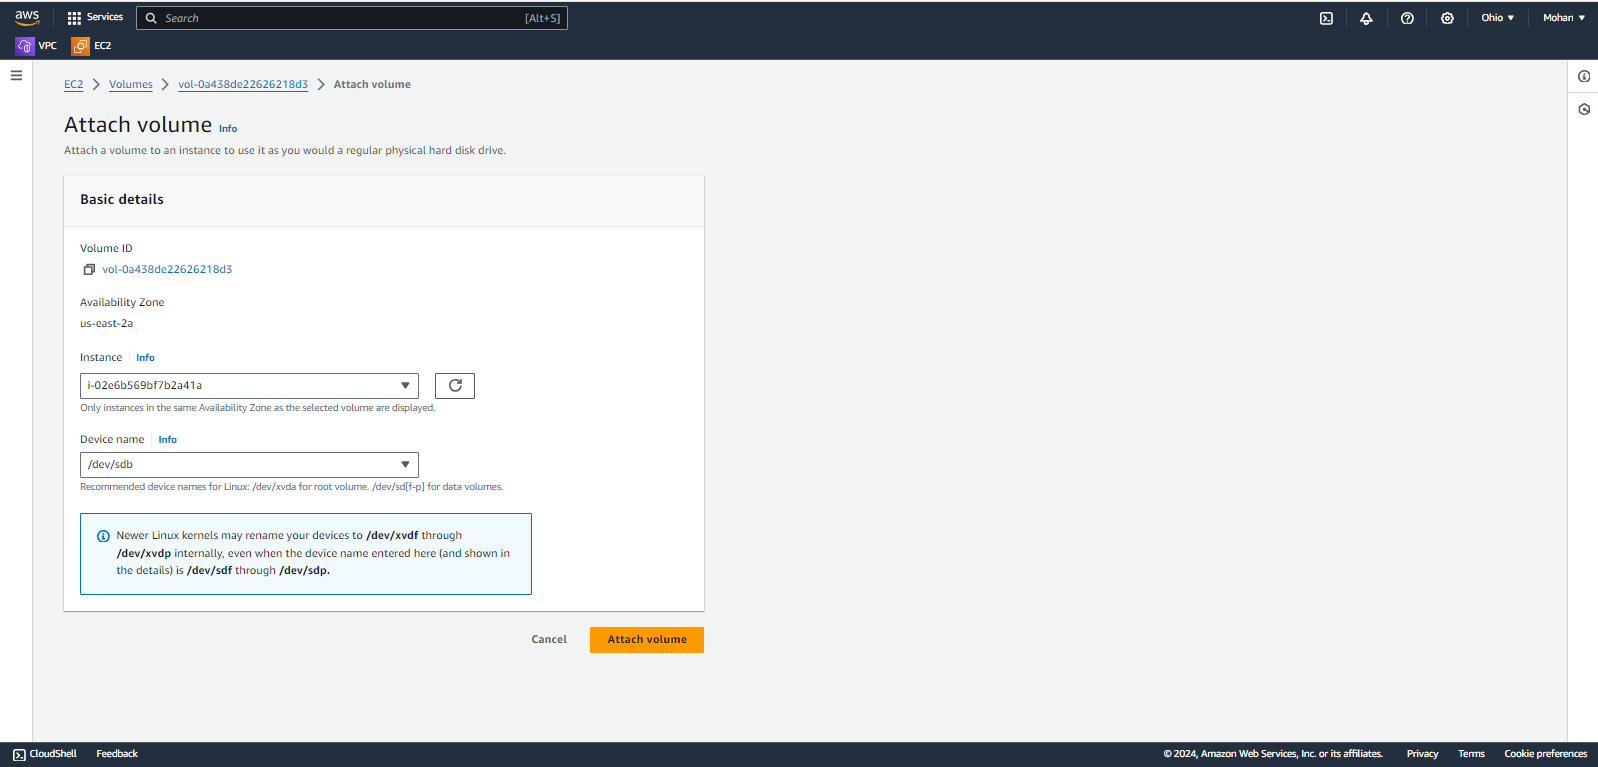 aws Services Search [Alt+S] Ohio ▼ Mohan ▼
VPC EC2
EC2 > Volumes > vol-0a438de22626218d3 > Attach volume
Attach volume Info
Attach a volume to an instance to use it as you would a regular physical hard disk drive.
Basic details
Volume ID
vol-0a438de22626218d3
Availability Zone
us-east-2a
Instance Info
i-02e6b569bf7b2a41a
Only instances in the same Availability Zone as the selected volume are displayed.
Device name Info
/dev/sdb
Recommended device names for Linux: /dev/xvda for root volume. /dev/sd[f-p] for data volumes.
Newer Linux kernels may rename your devices to /dev/xvdf through
/dev/xvdp internally, even when the device name entered here (and shown in
the details) is /dev/sdf through /dev/sdp.
Cancel Attach volume
CloudShell Feedback © 2024, Amazon Web Services, Inc. or its affiliates. Privacy Terms Cookie preferences